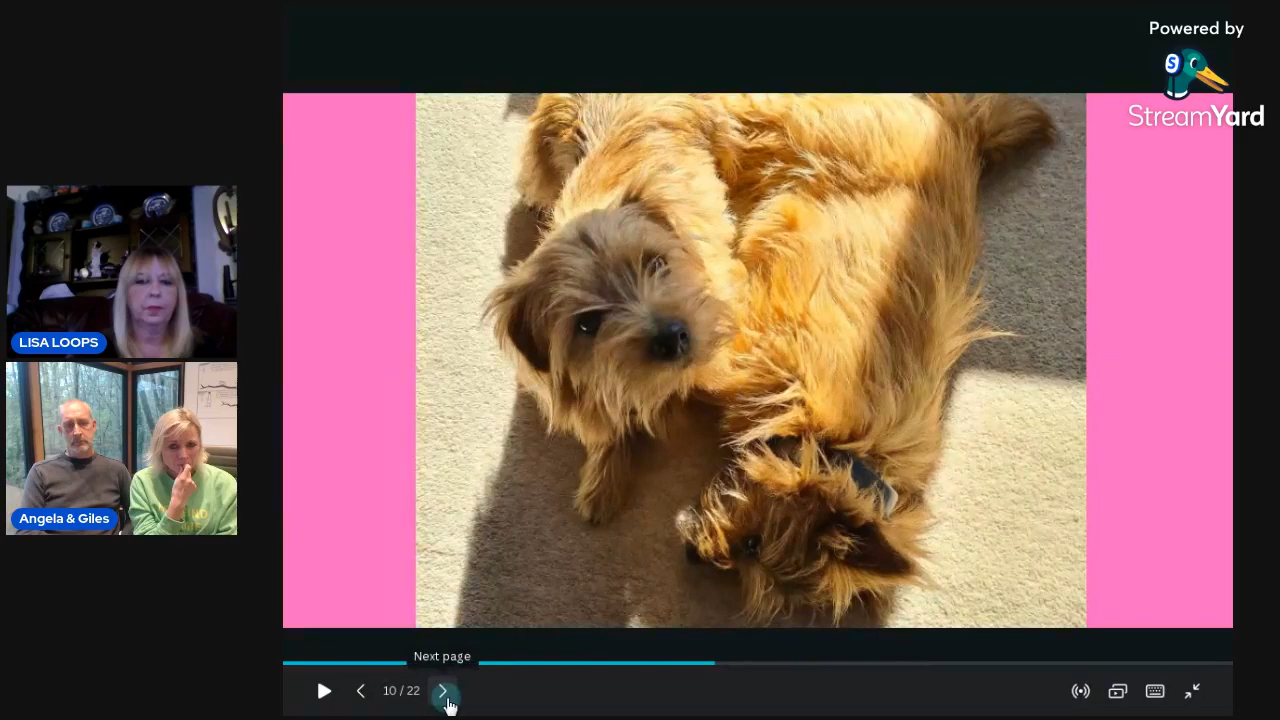 Powered by
StreamYard
LISA LOOPS
Angela & Giles
Next page
10 / 22